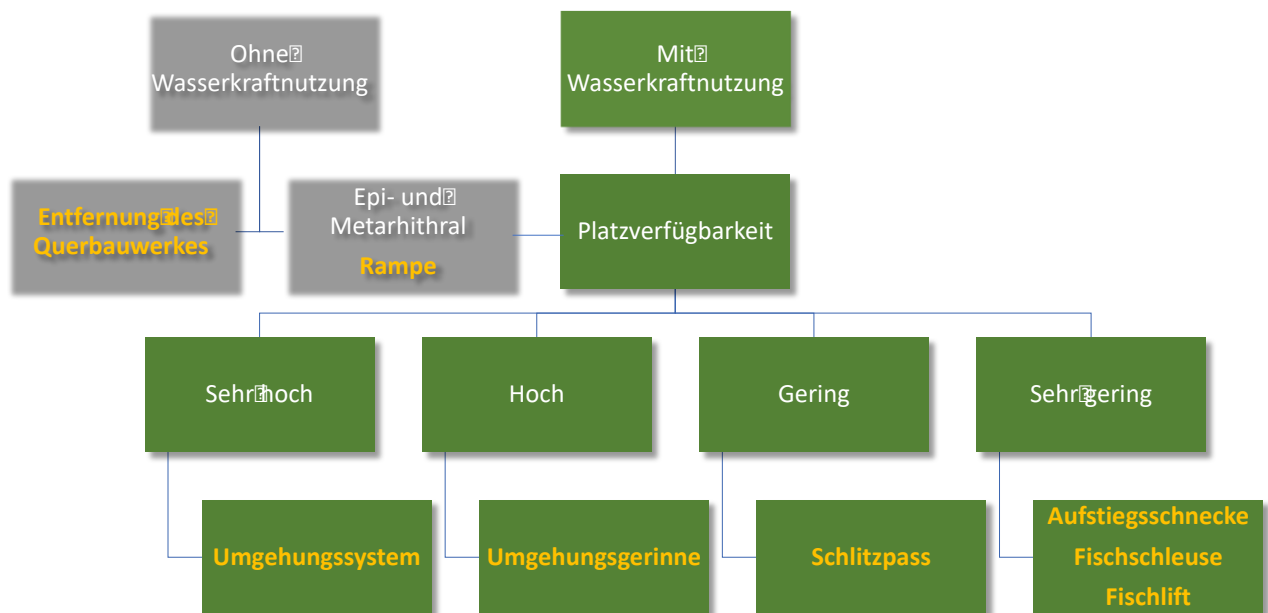 Ohne
Wasserkraftnutzung
Mit
Wasserkraftnutzung
Entfernung des
Querbauwerkes
Epi- und
Metarhithral
Rampe
Platzverfügbarkeit
Sehr hoch
Hoch
Gering
Sehr gering
Umgehungssystem
Umgehungsgerinne
Schlitzpass
Aufstiegsschnecke
Fischschleuse
Fischlift